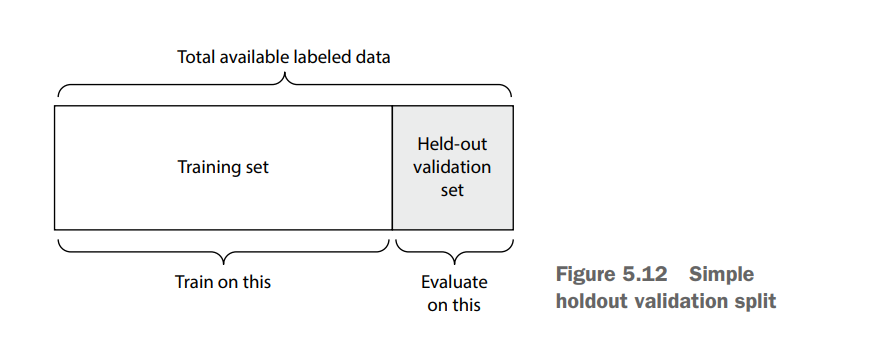 Total available labeled data
Training set
Held-out
validation
set
Train on this
Evaluate
on this
Figure 5.12 Simple
holdout validation split